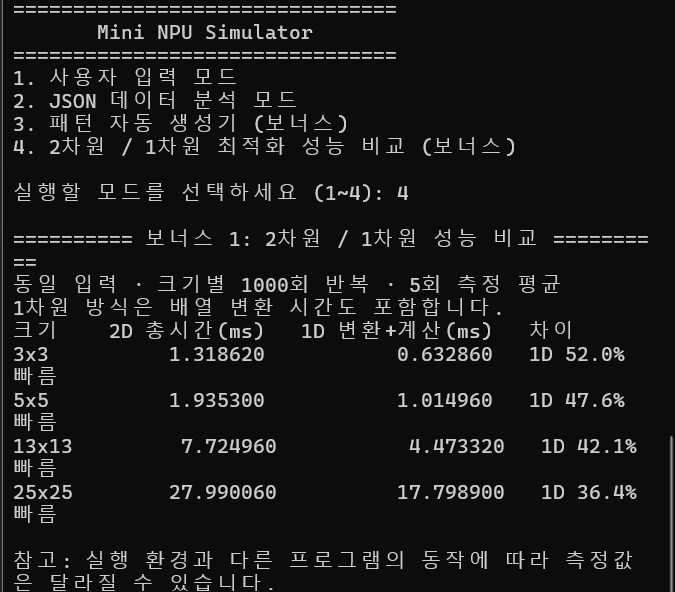 ================================
Mini NPU Simulator
================================
1. 사용자 입력 모드
2. JSON 데이터 분석 모드
3. 패턴 자동 생성기 (보너스)
4. 2차원 / 1차원 최적화 성능 비교 (보너스)
실행할 모드를 선택하세요 (1~4): 4
========== 보너스 1: 2차원 / 1차원 성능 비교 ========
==
동일 입력 · 크기별 1000회 반복 · 5회 측정 평균
1차원 방식은 배열 변환 시간도 포함합니다.
크기 2D 총시간(ms) 1D 변환+계산(ms) 차이
3x3 1.318620 0.632860 1D 52.0%
빠름
5x5 1.935300 1.014960 1D 47.6%
빠름
13x13 7.724960 4.473320 1D 42.1%
빠름
25x25 27.990060 17.798900 1D 36.4%
빠름
참고: 실행 환경과 다른 프로그램의 동작에 따라 측정값
은 달라질 수 있습니다.